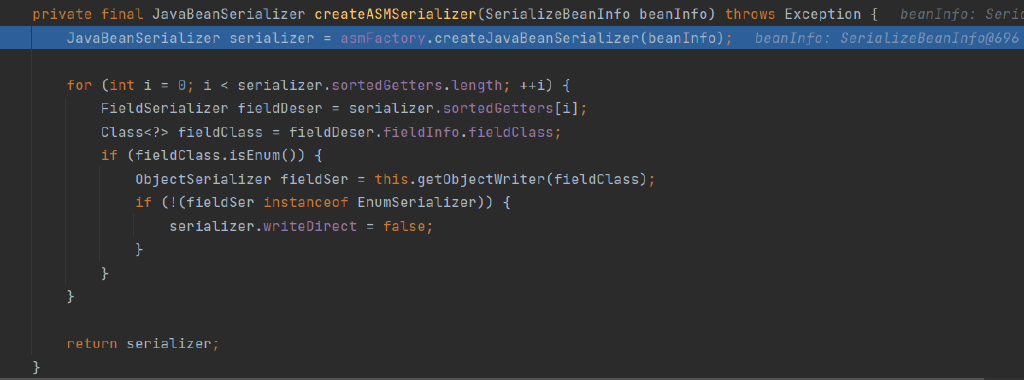 private final JavaBeanSerializer createASMSerializer(SerializeBeanInfo beanInfo) throws Exception {   beanInfo: Seri
    JavaBeanSerializer serializer = asmFactory.createJavaBeanSerializer(beanInfo);   beanInfo: SerializeBeanInfo@696
    for (int i = 0; i < serializer.sortedGetters.length; ++i) {
        FieldSerializer fieldDeser = serializer.sortedGetters[i];
        Class<?> fieldClass = fieldDeser.fieldInfo.fieldClass;
        if (fieldClass.isEnum()) {
            ObjectSerializer fieldSer = this.getObjectWriter(fieldClass);
            if (!(fieldSer instanceof EnumSerializer)) {
                serializer.writeDirect = false;
            }
        }
    }
    return serializer;
}